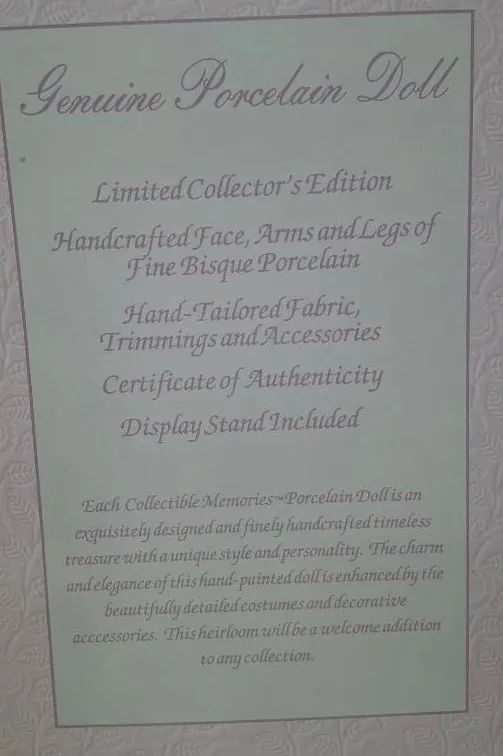 Genuine Porcelain Doll
Limited Collector's Edition
Handcrafted Face, Arms and Legs of
Fine Bisque Porcelain
Hand-Tailored Fabric,
Trimmings and Accessories
Certificate of Authenticity
Display Stand Included
Each Collectible Memories™ Porcelain Doll is an
exquisitely designed and finely handcrafted timeless
treasure with a unique style and personality. The charm
and elegance of this hand-painted doll is enhanced by the
beautifully detailed costumes and decorative
acccessories. This heirloom will be a welcome addition
to any collection.